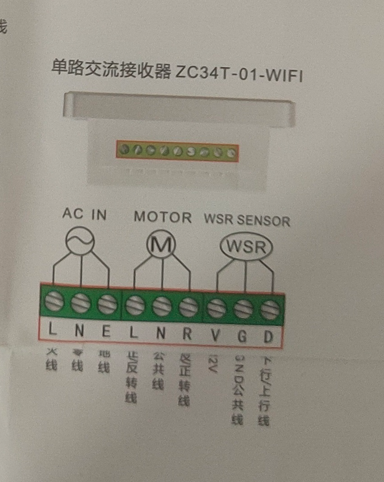 线
单路交流接收器 ZC34T-01-WIFI
AC IN MOTOR WSR SENSOR
M WSR
L N E L N R V G D
火线
零线
地线
正反转线
公共线
反正转线
12V
GND公共线
下行/上行线